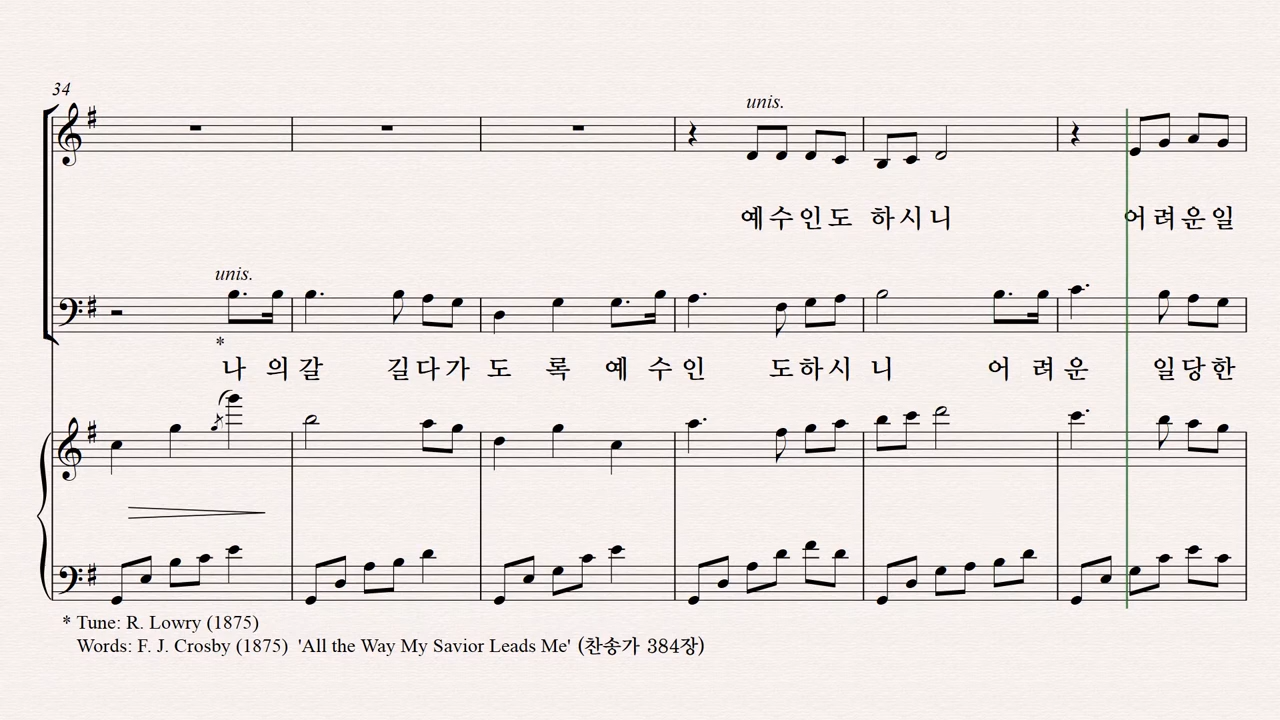 34
unis.
예수인도 하시니 어려운일
unis.
*
나 의갈 길다가 도 록 예 수인 도하시 니 어 려운 일당한
* Tune: R. Lowry (1875)
Words: F. J. Crosby (1875) 'All the Way My Savior Leads Me' (찬송가 384장)